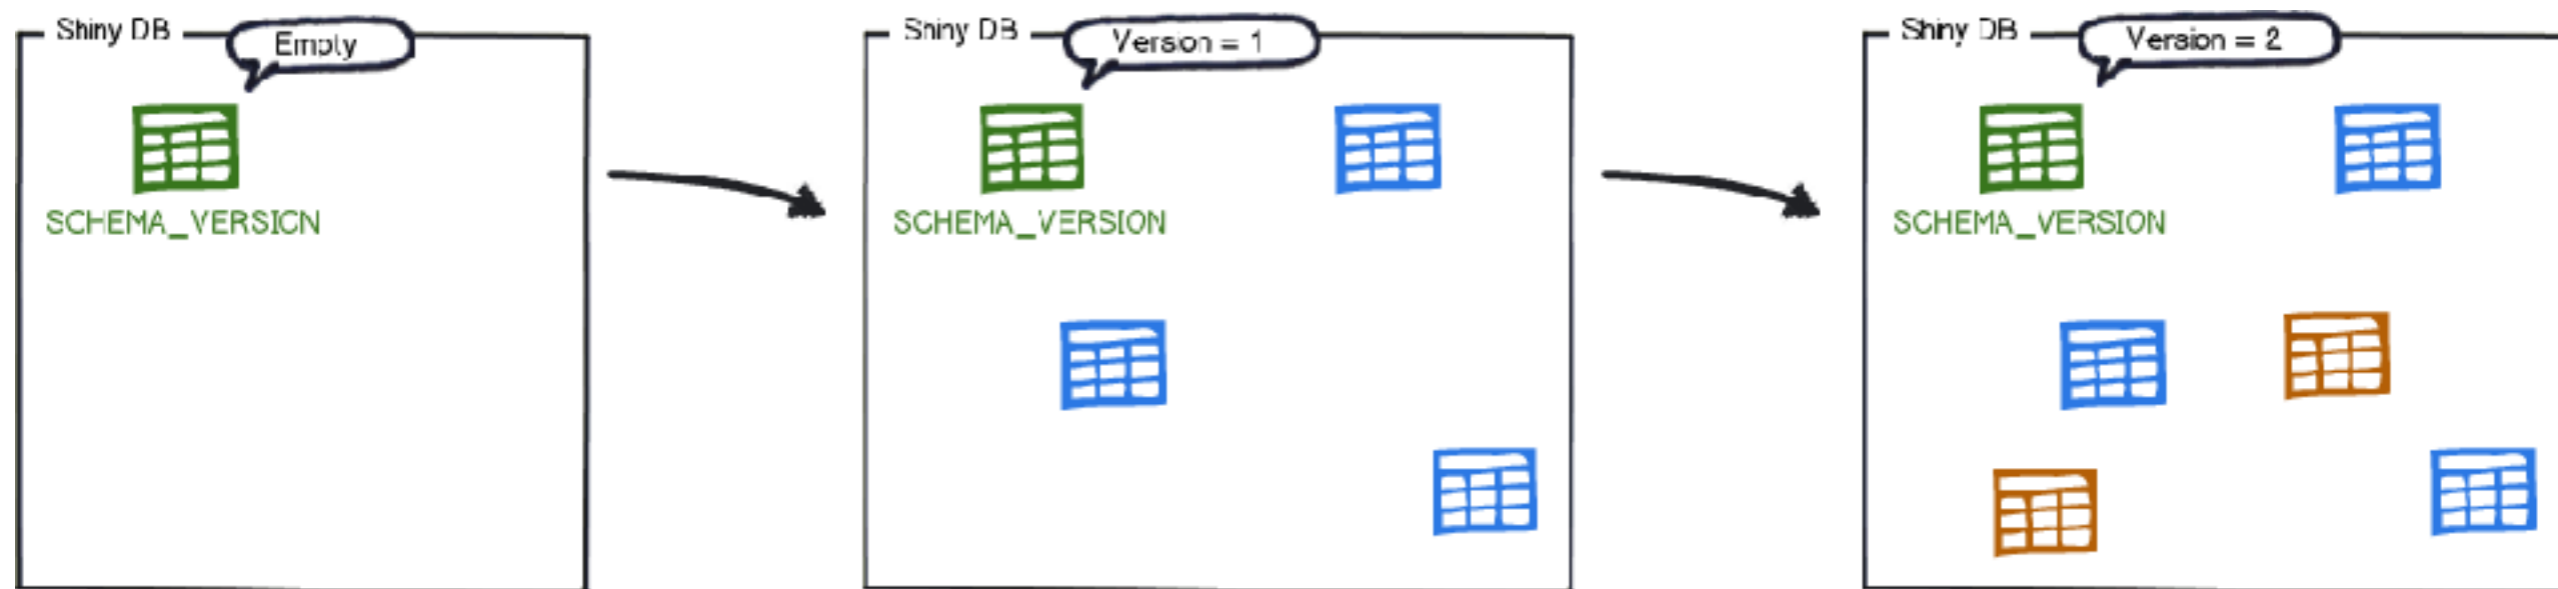 Shiny DB
Empty
SCHEMA_VERSION
Shiny DB
Version = 1
SCHEMA_VERSION
Shiny DB
Version = 2
SCHEMA_VERSION